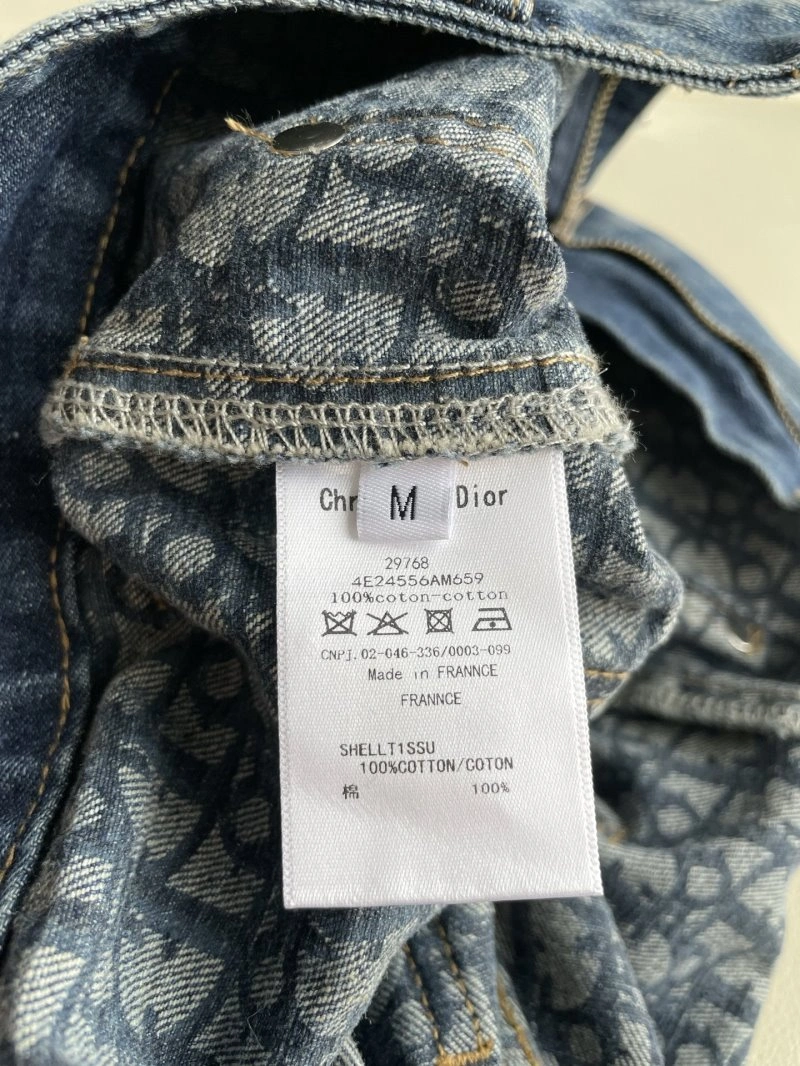 Chr M Dior
29768
4E24556AM659
100%coton-cotton
CNPJ.02-046-336/0003-099
Made in FRANNCE
FRANNCE
SHELLT1SSU
100%COTTON/COTON
棉 100%